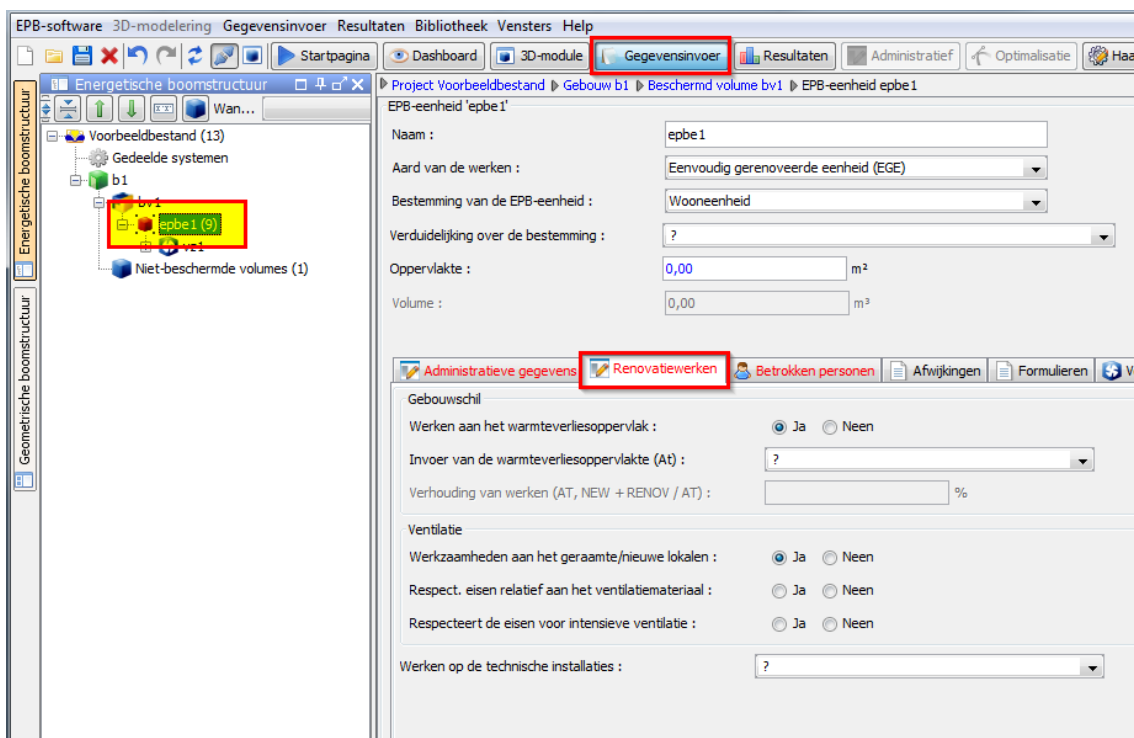 EPB-software 3D-modelering Gegevensinvoer Resultaten Bibliotheek Vensters Help
Startpagina Dashboard 3D-module Gegevensinvoer Resultaten Administratief Optimalisatie
Energetische boomstructuur
Project Voorbeeldbestand Gebouw b1 Beschermd volume bv1 EPB-eenheid epbe1
Wan...
Energetische boomstructuur
Geometrische boomstructuur
Voorbeeldbestand (13)
Gedeelde systemen
b1
bv1
epbe1 (9)
vz1
Niet-beschermde volumes (1)
EPB-eenheid 'epbe1'
Naam : epbe1
Aard van de werken : Eenvoudig gerenoveerde eenheid (EGE)
Bestemming van de EPB-eenheid : Wooneenheid
Verduidelijking over de bestemming : ?
Oppervlakte : 0,00 m²
Volume : 0,00 m³
Administratieve gegevens Renovatiewerken Betrokken personen Afwijkingen Formulieren
Gebouwschil
Werken aan het warmteverliesoppervlak : Ja Neen
Invoer van de warmteverliesoppervlakte (At) : ?
Verhouding van werken (AT, NEW + RENOV / AT) : %
Ventilatie
Werkzaamheden aan het geraamte/nieuwe lokalen : Ja Neen
Respect. eisen relatief aan het ventilatiemateriaal : Ja Neen
Respecteert de eisen voor intensieve ventilatie : Ja Neen
Werken op de technische installaties : ?